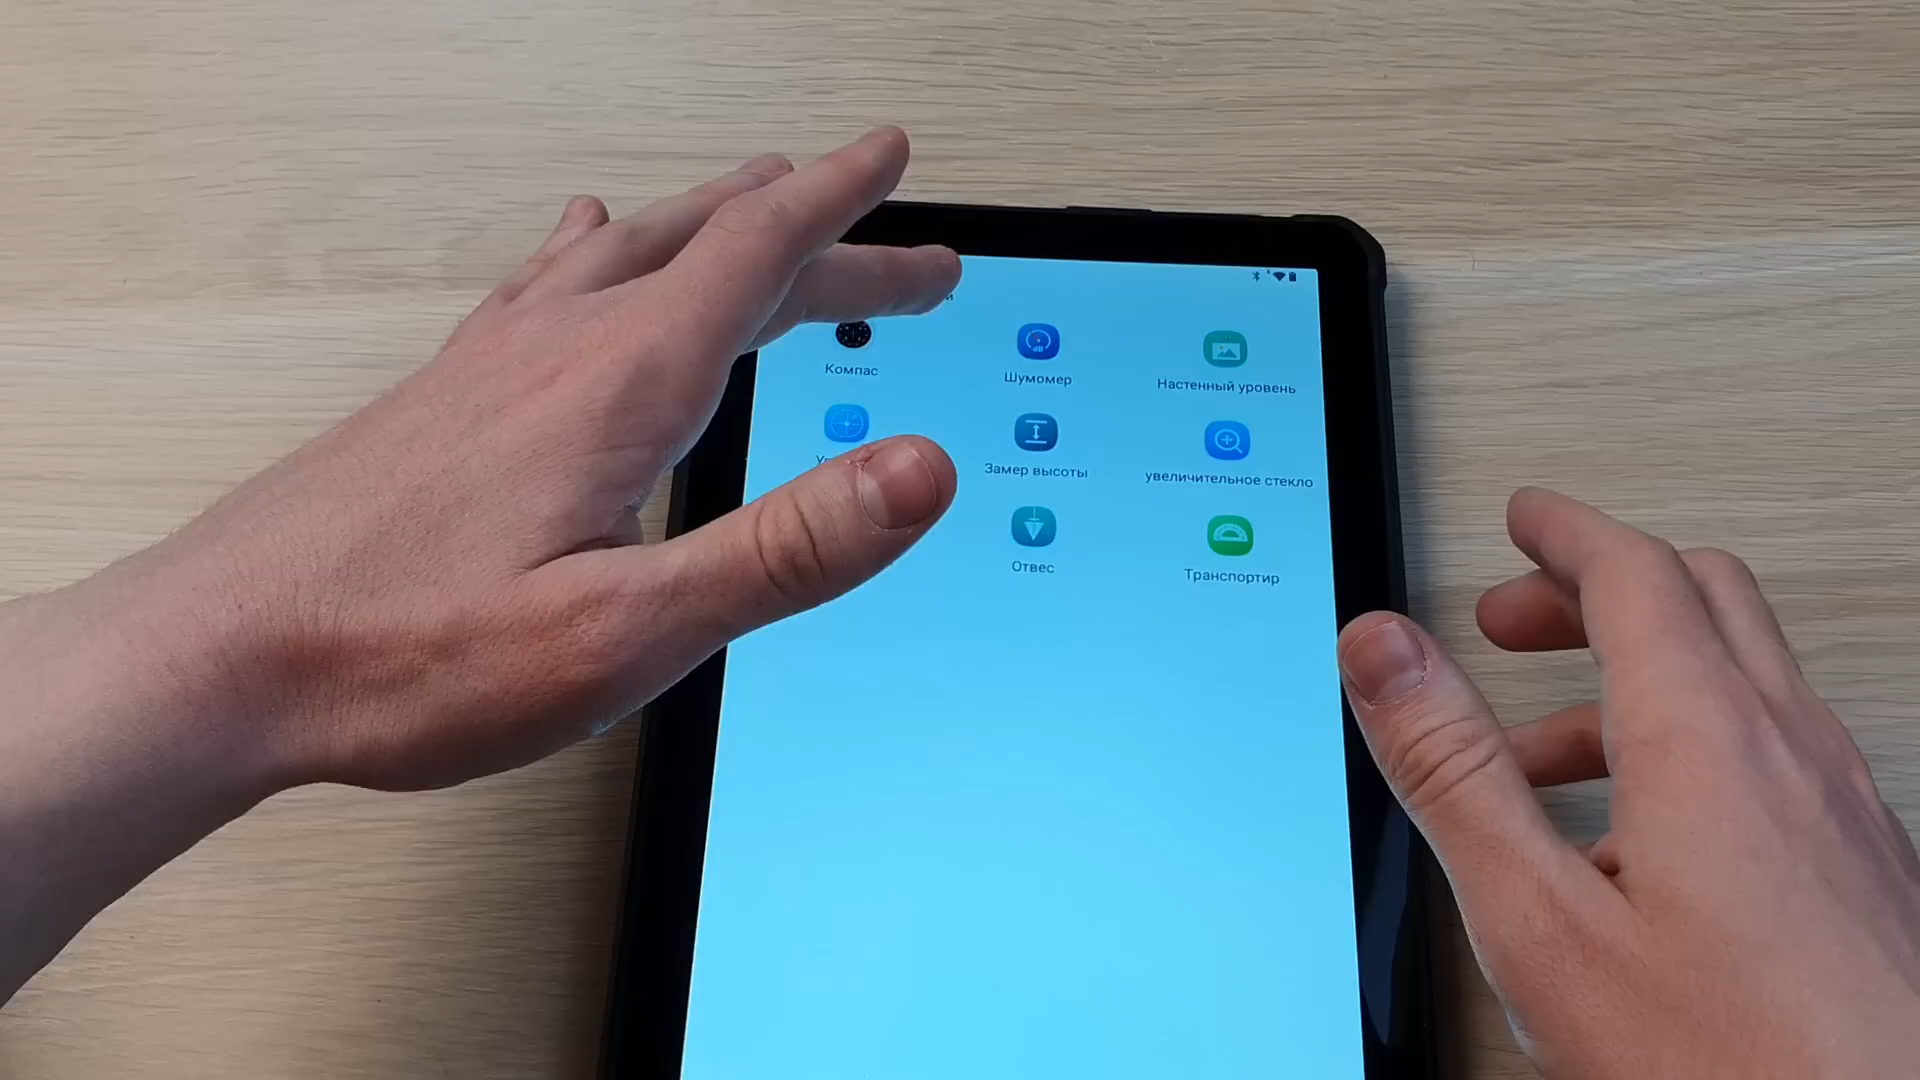 Компас
Шумомер
Настенный уровень
Замер высоты
увеличительное стекло
Отвес
Транспортир